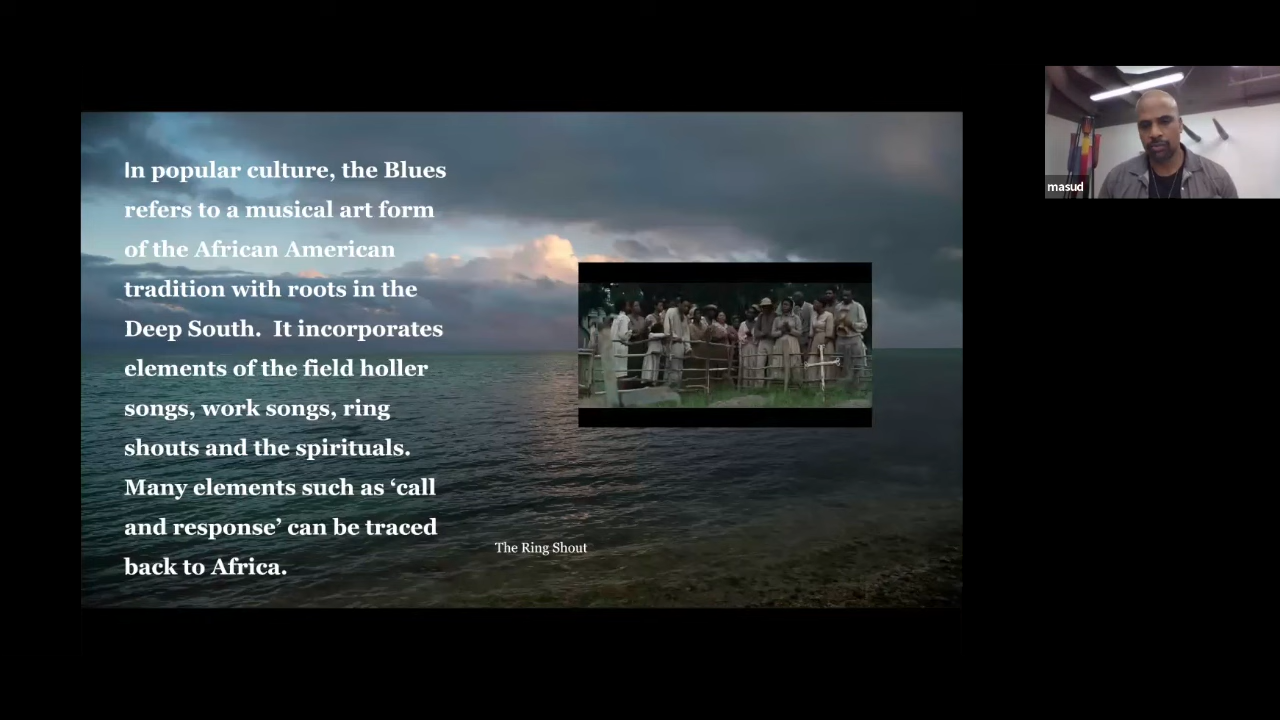 In popular culture, the Blues
refers to a musical art form
of the African American
tradition with roots in the
Deep South.  It incorporates
elements of the field holler
songs, work songs, ring
shouts and the spirituals.
Many elements such as ‘call
and response’ can be traced
back to Africa.
The Ring Shout
masud